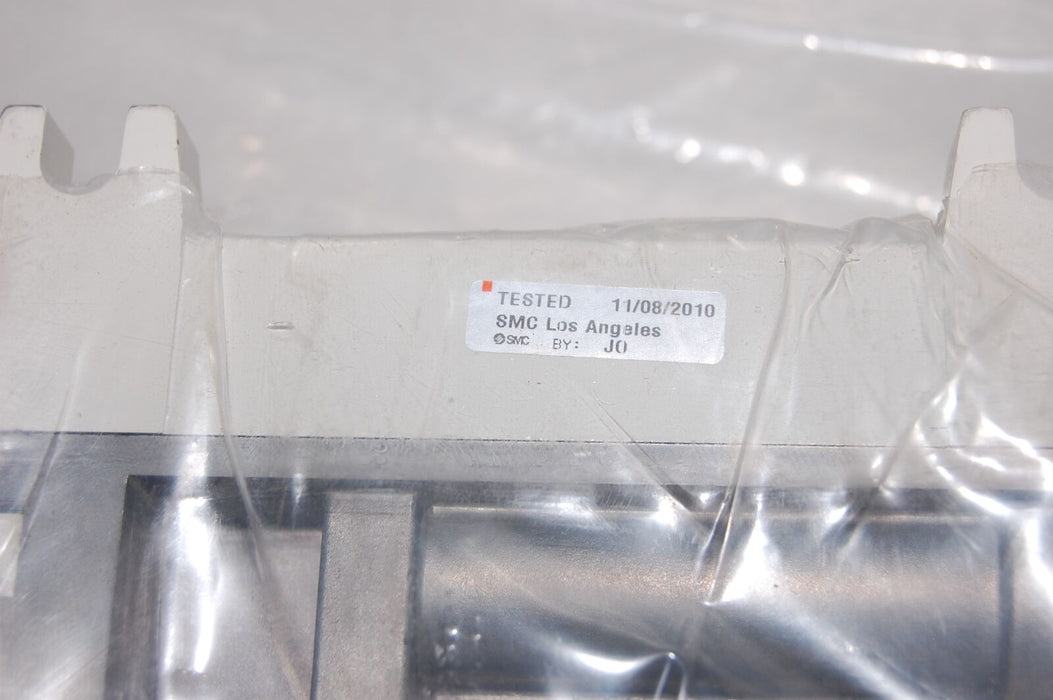 TESTED 11/08/2010
SMC Los Angeles
SMC BY: JO